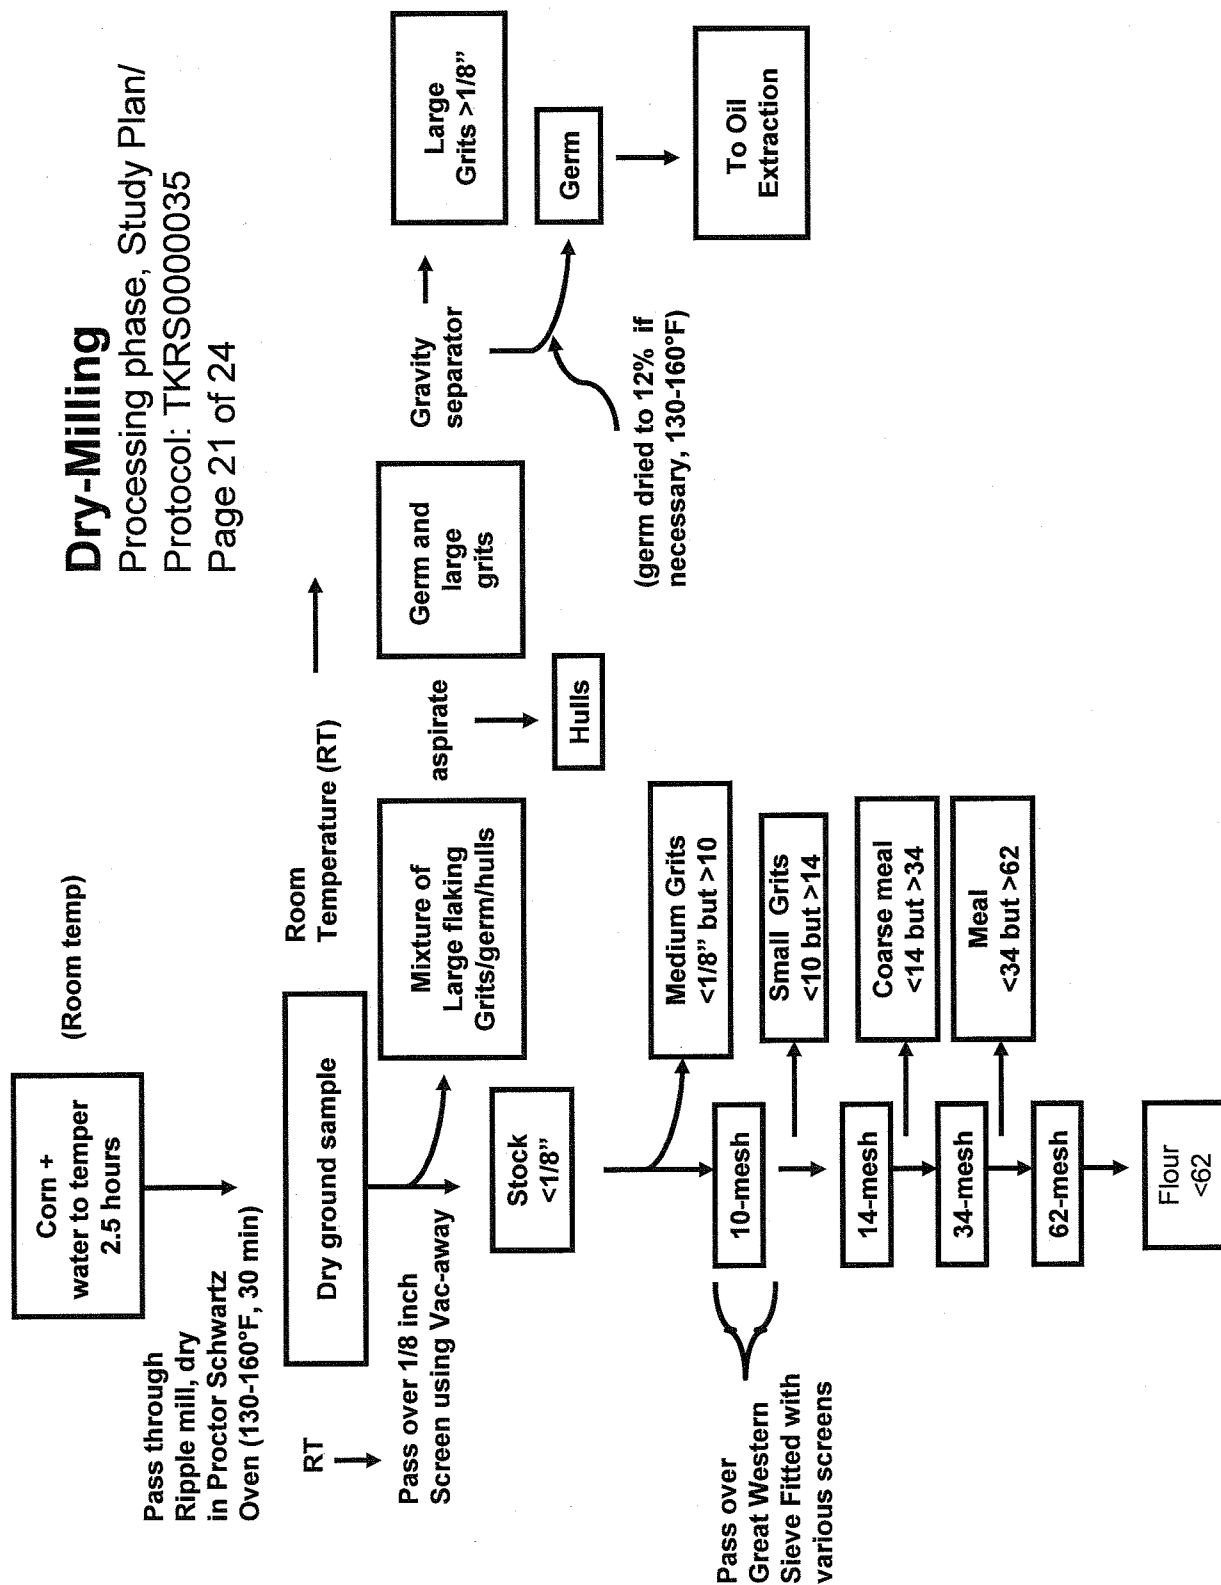 Dry-Milling
Processing phase, Study Plan/
Protocol: TKRS0000035
Page 21 of 24
Corn +
water to temper
2.5 hours
(Room temp)
Pass through
Ripple mill, dry
in Proctor Schwartz
Oven (130-160°F, 30 min)
Dry ground sample
Room
Temperature (RT)
RT
Pass over 1/8 inch
Screen using Vac-away
Mixture of
Large flaking
Grits/germ/hulls
aspirate
Hulls
Germ and
large
grits
Gravity
separator
Large
Grits >1/8”
Germ
(germ dried to 12% if
necessary, 130-160°F)
To Oil
Extraction
Stock
<1/8”
Medium Grits
<1/8” but >10
Pass over
Great Western
Sieve Fitted with
various screens
10-mesh
Small Grits
<10 but >14
14-mesh
Coarse meal
<14 but >34
34-mesh
Meal
<34 but >62
62-mesh
Flour
<62